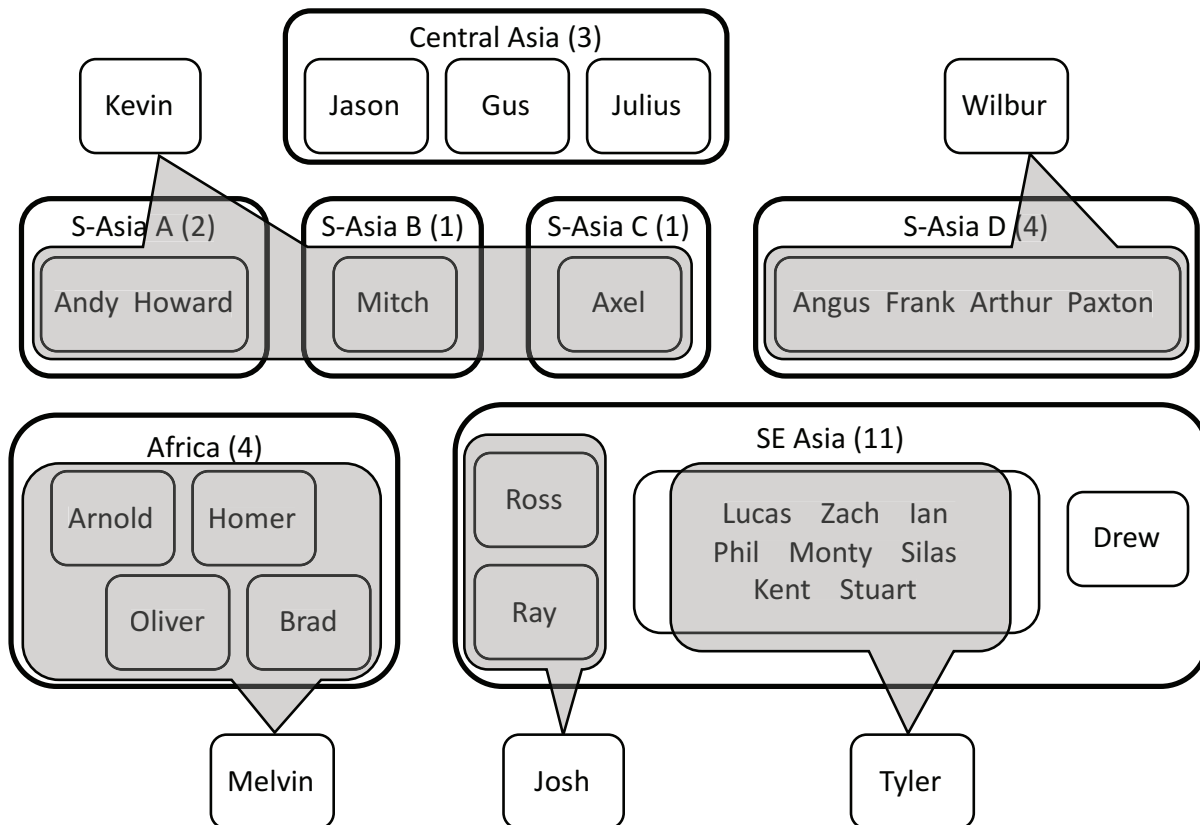 Central Asia (3)
Kevin
Jason Gus Julius
Wilbur
S-Asia A (2)
S-Asia B (1)
S-Asia C (1)
S-Asia D (4)
Andy Howard
Mitch
Axel
Angus Frank Arthur Paxton
Africa (4)
Arnold Homer
Oliver Brad
SE Asia (11)
Ross
Ray
Lucas Zach Ian
Phil Monty Silas
Kent Stuart
Drew
Melvin
Josh
Tyler